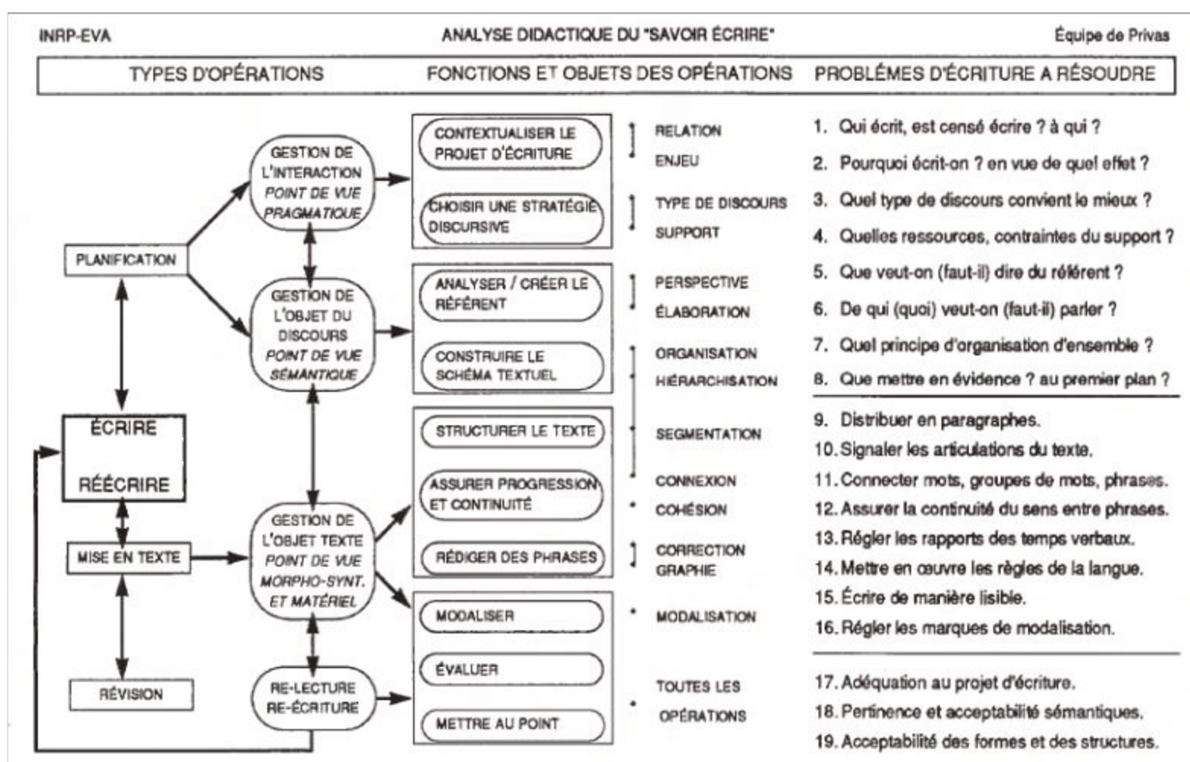 INRP-EVA
ANALYSE DIDACTIQUE DU "SAVOIR ÉCRIRE"
Équipe de Privas
TYPES D'OPÉRATIONS
FONCTIONS ET OBJETS DES OPÉRATIONS
PROBLÉMES D'ÉCRITURE A RÉSOUDRE
PLANIFICATION
ÉCRIRE
RÉÉCRIRE
MISE EN TEXTE
RÉVISION
GESTION DE
L'INTERACTION
POINT DE VUE
PRAGMATIQUE
GESTION DE
L'OBJET DU
DISCOURS
POINT DE VUE
SÉMANTIQUE
GESTION DE
L'OBJET TEXTE
POINT DE VUE
MORPHO-SYNT.
ET MATÉRIEL
RE-LECTURE
RE-ÉCRITURE
CONTEXTUALISER LE
PROJET D'ÉCRITURE
CHOISIR UNE STRATÉGIE
DISCURSIVE
ANALYSER / CRÉER LE
RÉFÉRENT
CONSTRUIRE LE
SCHÉMA TEXTUEL
STRUCTURER LE TEXTE
ASSURER PROGRESSION
ET CONTINUITÉ
RÉDIGER DES PHRASES
MODALISER
ÉVALUER
METTRE AU POINT
RELATION
ENJEU
TYPE DE DISCOURS
SUPPORT
PERSPECTIVE
ÉLABORATION
ORGANISATION
HIÉRARCHISATION
SEGMENTATION
CONNEXION
COHÉSION
CORRECTION
GRAPHIE
MODALISATION
TOUTES LES
OPÉRATIONS
1. Qui écrit, est censé écrire ? à qui ?
2. Pourquoi écrit-on ? en vue de quel effet ?
3. Quel type de discours convient le mieux ?
4. Quelles ressources, contraintes du support ?
5. Que veut-on (faut-il) dire du référent ?
6. De qui (quoi) veut-on (faut-il) parler ?
7. Quel principe d'organisation d'ensemble ?
8. Que mettre en évidence ? au premier plan ?
9. Distribuer en paragraphes.
10. Signaler les articulations du texte.
11. Connecter mots, groupes de mots, phrases.
12. Assurer la continuité du sens entre phrases.
13. Régler les rapports des temps verbaux.
14. Mettre en œuvre les règles de la langue.
15. Écrire de manière lisible.
16. Régler les marques de modalisation.
17. Adéquation au projet d'écriture.
18. Pertinence et acceptabilité sémantiques.
19. Acceptabilité des formes et des structures.